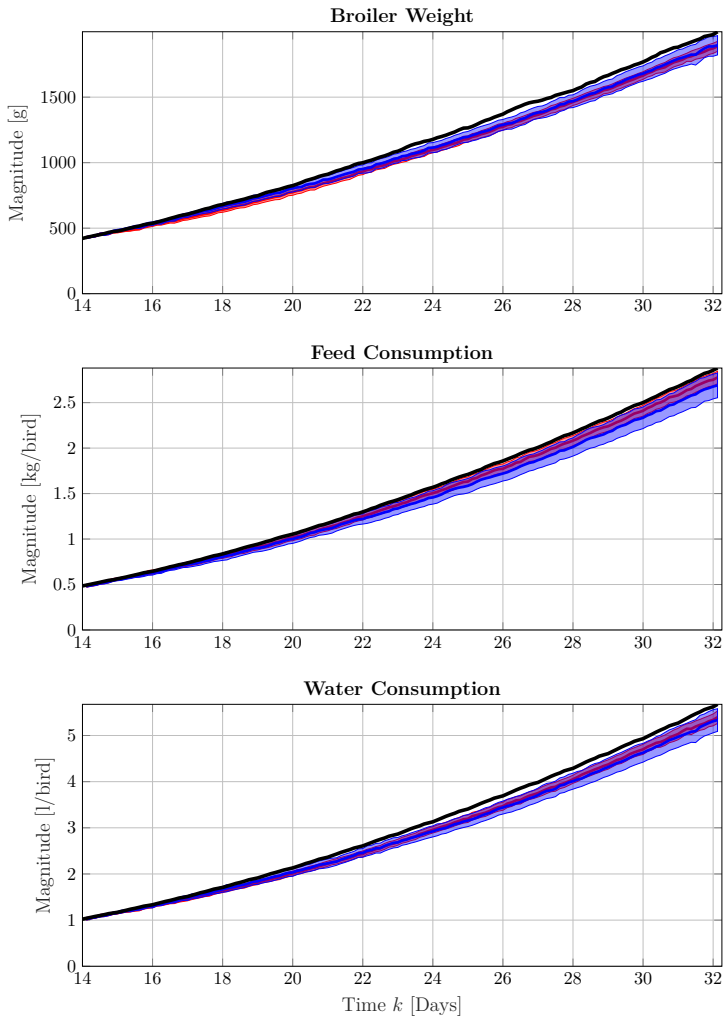 Broiler Weight
Magnitude [g]
1500
1000
500
0
14 16 18 20 22 24 26 28 30 32
Feed Consumption
Magnitude [kg/bird]
2.5
2
1.5
1
0.5
0
14 16 18 20 22 24 26 28 30 32
Water Consumption
Magnitude [l/bird]
5
4
3
2
1
0
14 16 18 20 22 24 26 28 30 32
Time k [Days]